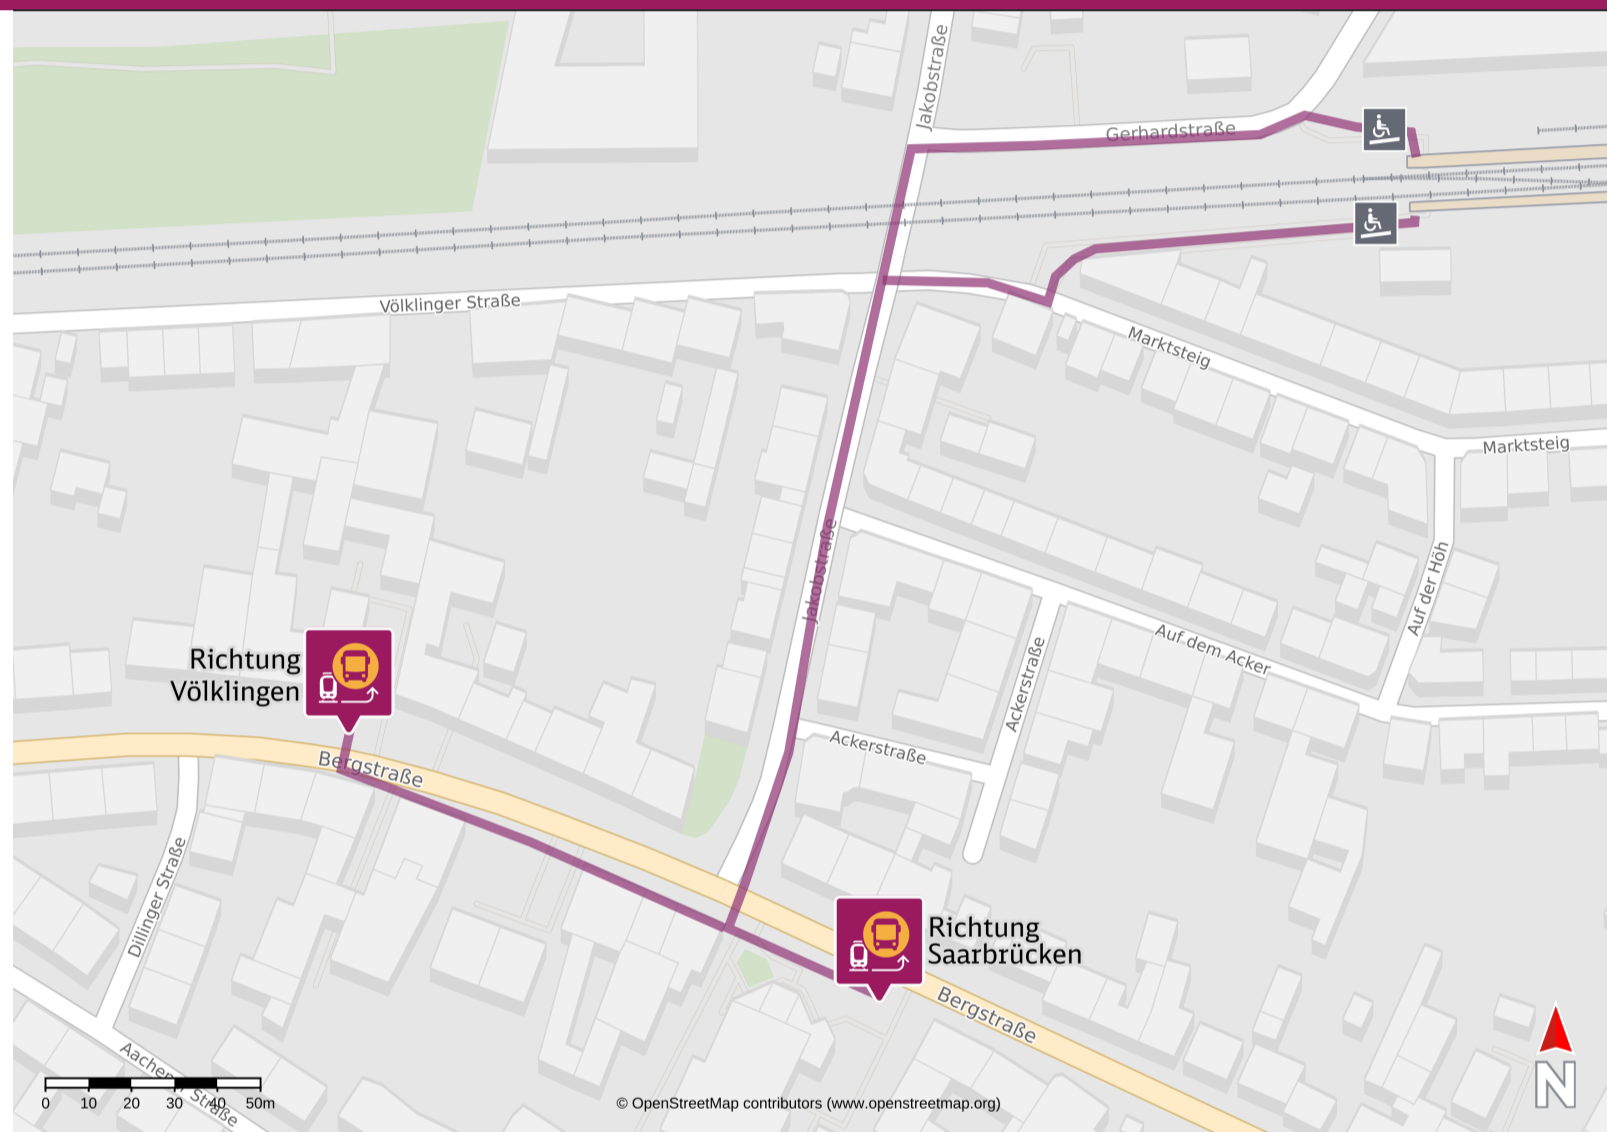 Jakobstraße
Gerhardstraße
Völklinger Straße
Marktsteig
Marktsteig
Jakobstraße
Auf der Höh
Auf dem Acker
Ackerstraße
Ackerstraße
Richtung
Völklingen
Bergstraße
Dillinger Straße
Richtung
Saarbrücken
Bergstraße
Aachener Straße
0 10 20 30 40 50m
© OpenStreetMap contributors (www.openstreetmap.org)
N